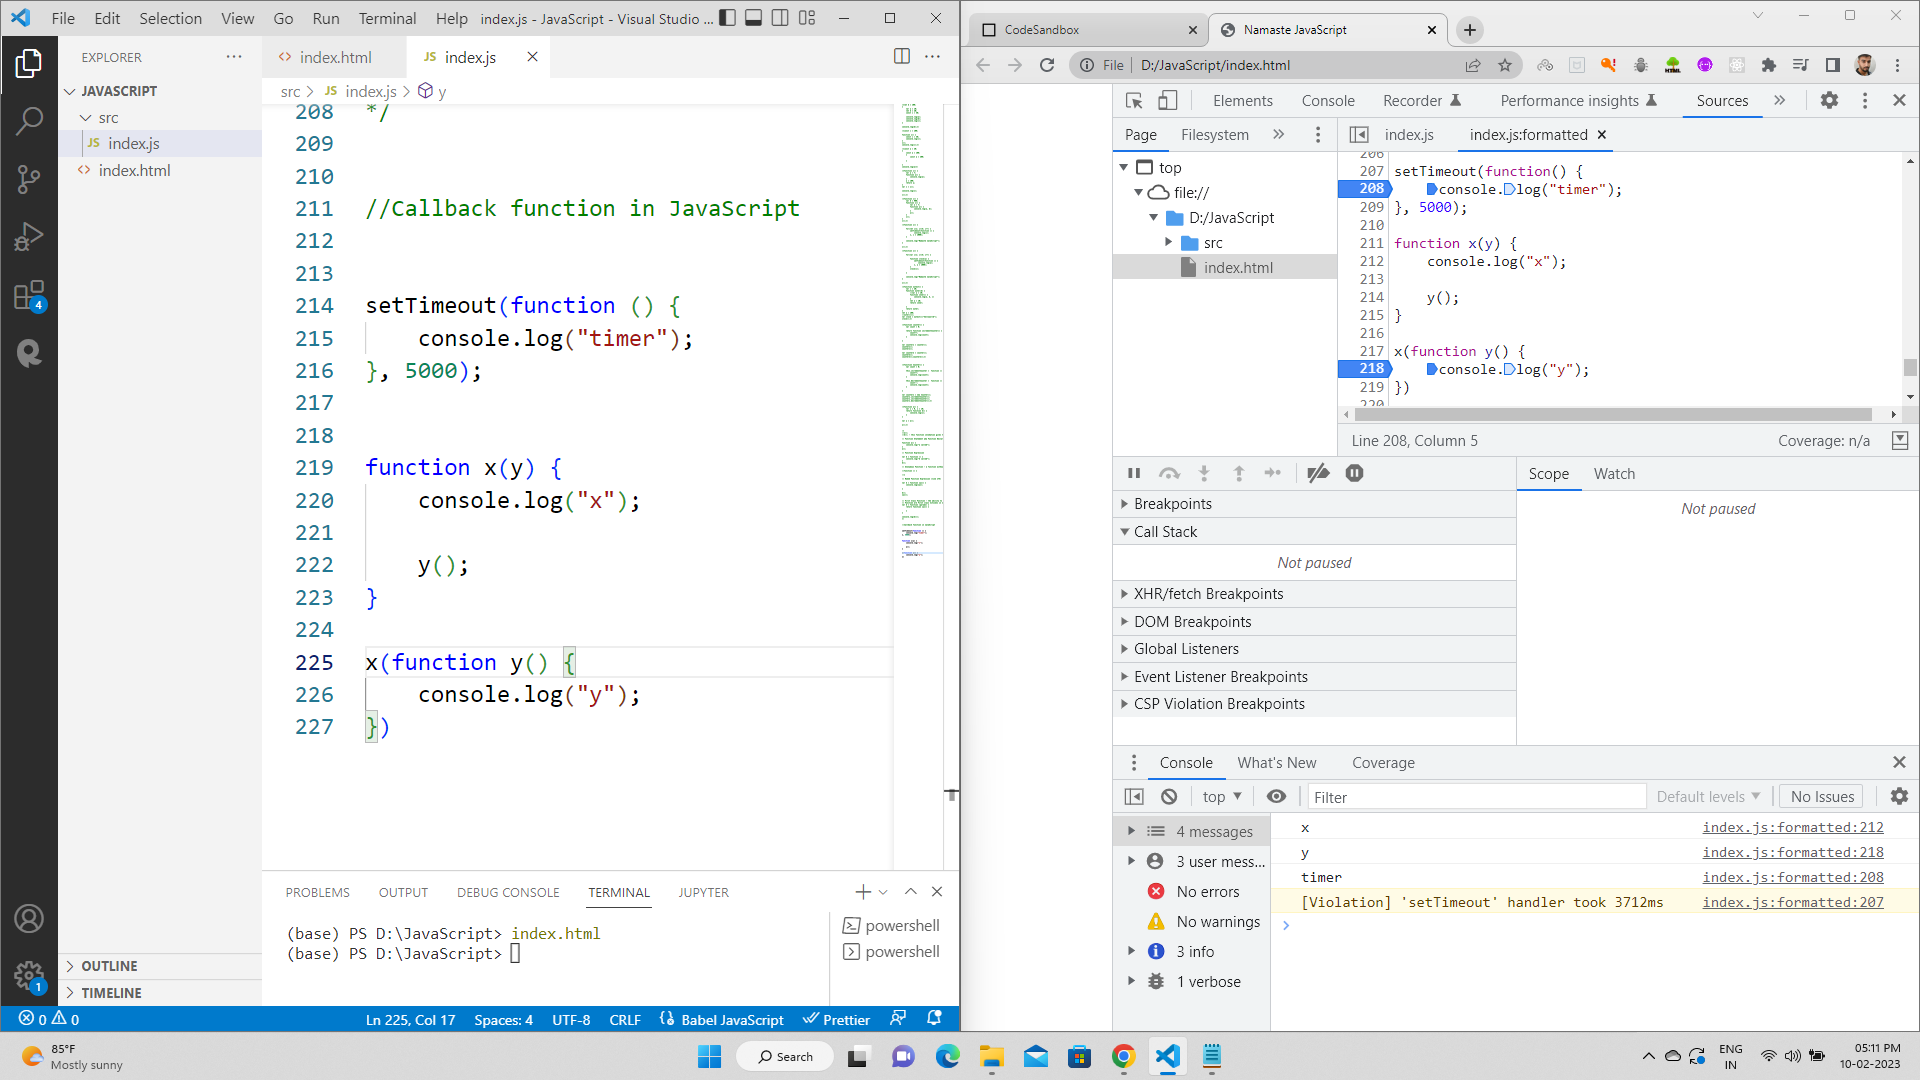 File Edit Selection View Go Run Terminal Help index.js - JavaScript - Visual Studio ...
EXPLORER
JAVASCRIPT
src
JS index.js
<> index.html
4
1
OUTLINE
TIMELINE
<> index.html
JS index.js
src > JS index.js > y
208 */
209
210
211 //Callback function in JavaScript
212
213
214 setTimeout(function () {
215     console.log("timer");
216 }, 5000);
217
218
219 function x(y) {
220     console.log("x");
221
222     y();
223 }
224
225 x(function y() {
226     console.log("y");
227 })
PROBLEMS OUTPUT DEBUG CONSOLE TERMINAL JUPYTER
(base) PS D:\JavaScript> index.html
(base) PS D:\JavaScript>
powershell
powershell
0 0 Ln 225, Col 17 Spaces: 4 UTF-8 CRLF Babel JavaScript Prettier
CodeSandbox
Namaste JavaScript
File | D:/JavaScript/index.html
Elements Console Recorder Performance insights Sources »
Page Filesystem »
index.js index.js:formatted
top
file://
D:/JavaScript
src
index.html
206
207 setTimeout(function() {
208     console.log("timer");
209 }, 5000);
210
211 function x(y) {
212     console.log("x");
213
214     y();
215 }
216
217 x(function y() {
218     console.log("y");
219 })
220
Line 208, Column 5 Coverage: n/a
Breakpoints
Call Stack
Not paused
XHR/fetch Breakpoints
DOM Breakpoints
Global Listeners
Event Listener Breakpoints
CSP Violation Breakpoints
Scope Watch
Not paused
Console What's New Coverage
top Filter Default levels No Issues
4 messages
3 user mess...
No errors
No warnings
3 info
1 verbose
x index.js:formatted:212
y index.js:formatted:218
timer index.js:formatted:208
[Violation] 'setTimeout' handler took 3712ms index.js:formatted:207
85°F
Mostly sunny
Search
ENG
IN
05:11 PM
10-02-2023